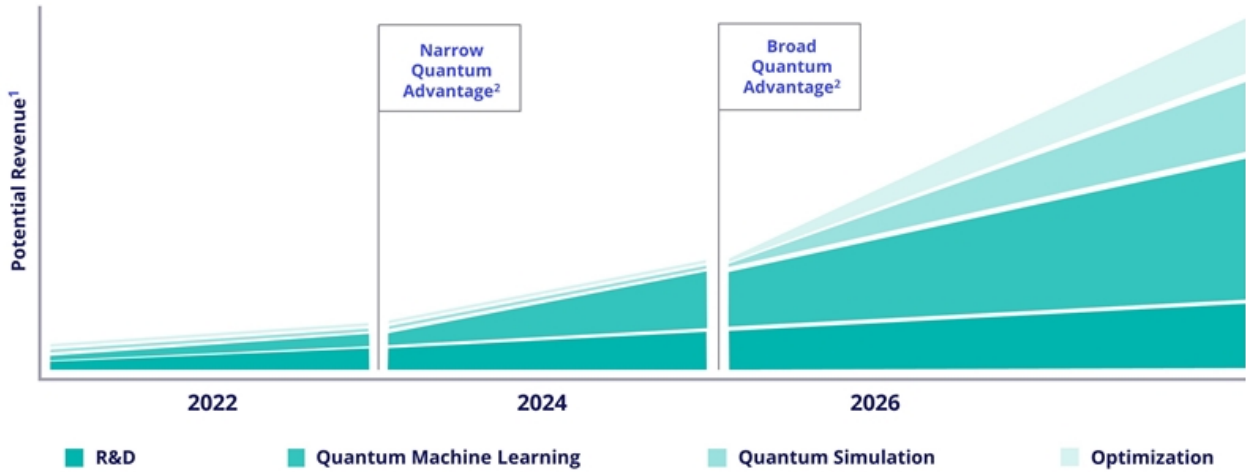 Potential Revenue¹
Narrow
Quantum
Advantage²
Broad
Quantum
Advantage²
2022
2024
2026
R&D
Quantum Machine Learning
Quantum Simulation
Optimization